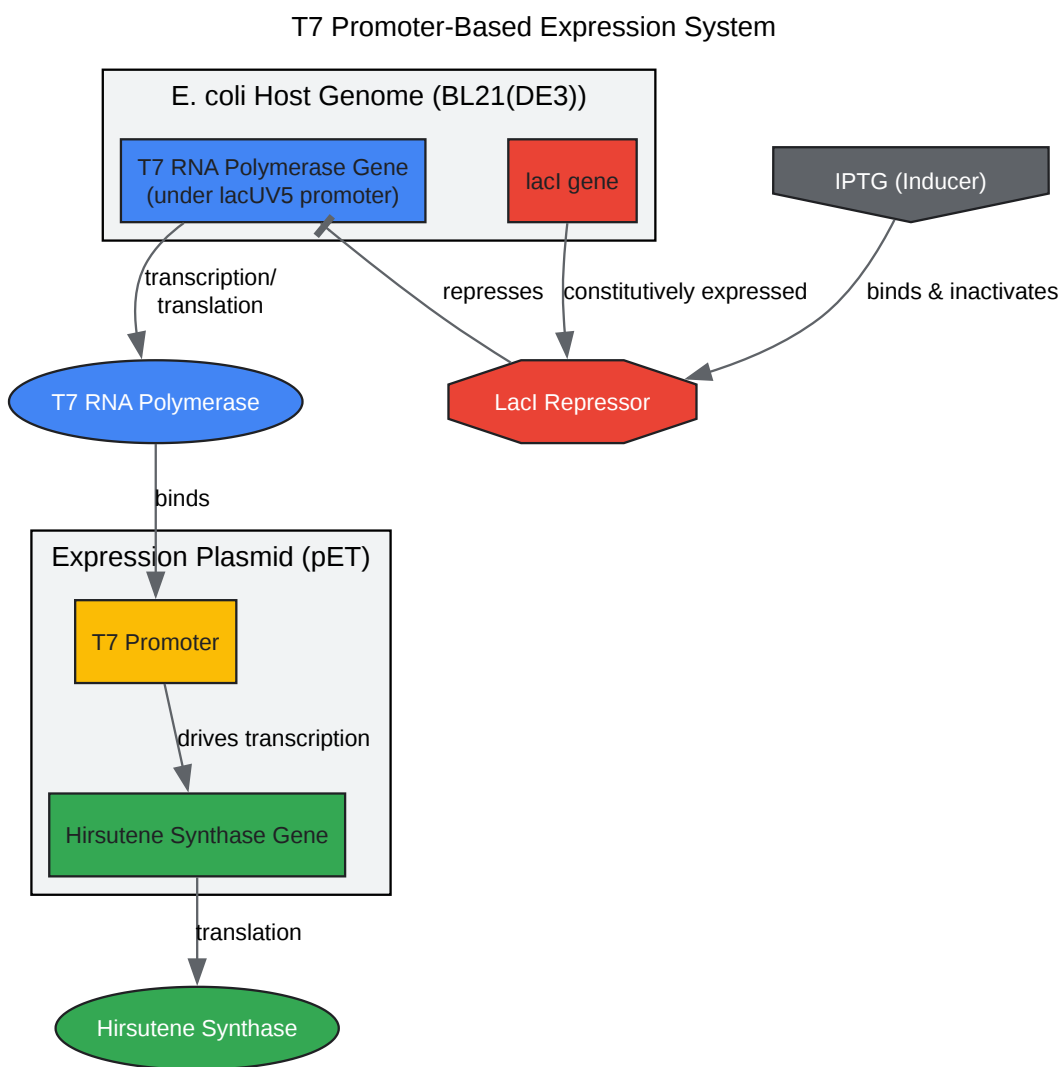 T7 Promoter-Based Expression System
E. coli Host Genome (BL21(DE3))
T7 RNA Polymerase Gene
(under lacUV5 promoter)
lacI gene
IPTG (Inducer)
transcription/
translation
represses
constitutively expressed
binds & inactivates
T7 RNA Polymerase
LacI Repressor
binds
Expression Plasmid (pET)
T7 Promoter
drives transcription
Hirsutene Synthase Gene
translation
Hirsutene Synthase